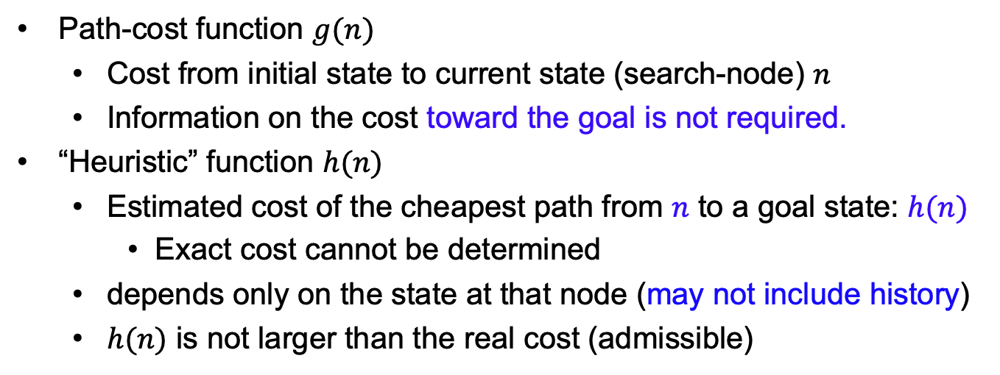 • Path-cost function g(n)
• Cost from initial state to current state (search-node) n
• Information on the cost toward the goal is not required.
• “Heuristic” function h(n)
• Estimated cost of the cheapest path from n to a goal state: h(n)
• Exact cost cannot be determined
• depends only on the state at that node (may not include history)
• h(n) is not larger than the real cost (admissible)